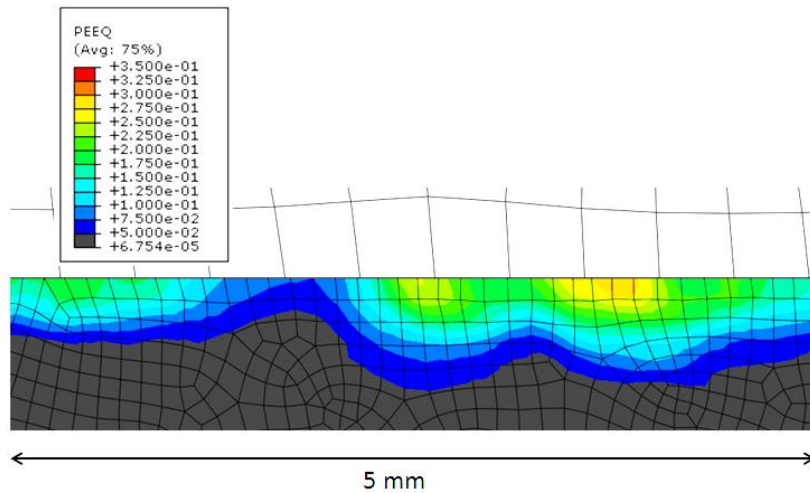 PEEQ
(Avg: 75%)
+3.500e-01
+3.250e-01
+3.000e-01
+2.750e-01
+2.500e-01
+2.250e-01
+2.000e-01
+1.750e-01
+1.500e-01
+1.250e-01
+1.000e-01
+7.500e-02
+5.000e-02
+6.754e-05
5 mm